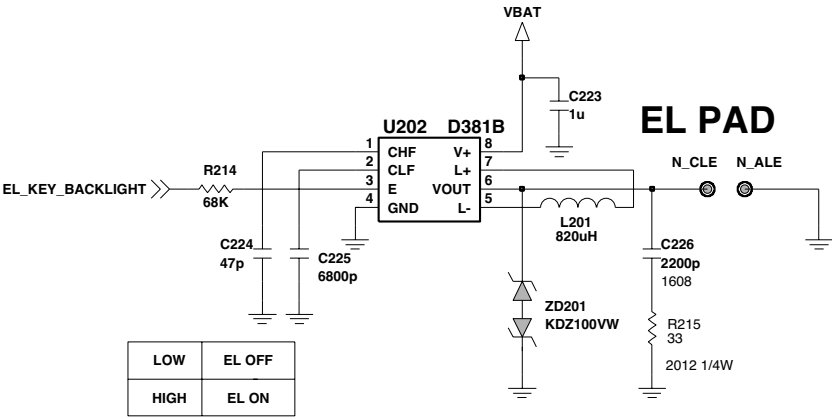 VBAT
C223
1u
EL PAD
U202 D381B
1 CHF V+ 8
2 CLF L+ 7
3 E VOUT 6
4 GND L- 5
N_CLE N_ALE
R214
EL_KEY_BACKLIGHT
68K
L201
820uH
C224
47p
C225
6800p
C226
2200p
1608
ZD201
KDZ100VW
R215
33
2012 1/4W
LOW EL OFF
HIGH EL ON